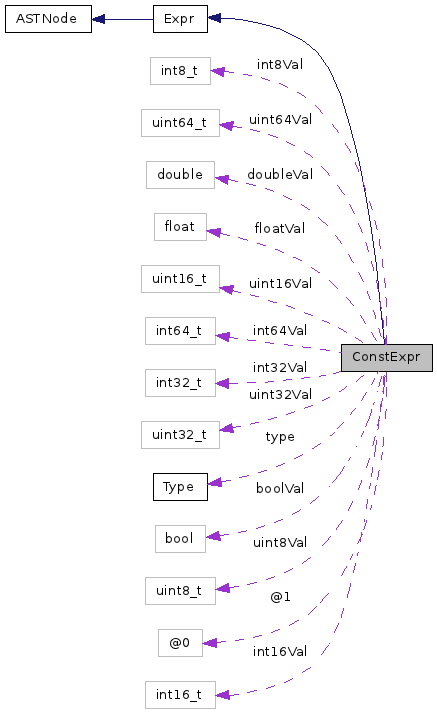 ASTNode
Expr
int8Val
int8_t
uint64Val
uint64_t
doubleVal
double
floatVal
float
uint16Val
uint16_t
int64Val
int64_t
ConstExpr
int32Val
int32_t
uint32Val
uint32_t
type
Type
boolVal
bool
uint8Val
uint8_t
@1
@0
int16Val
int16_t